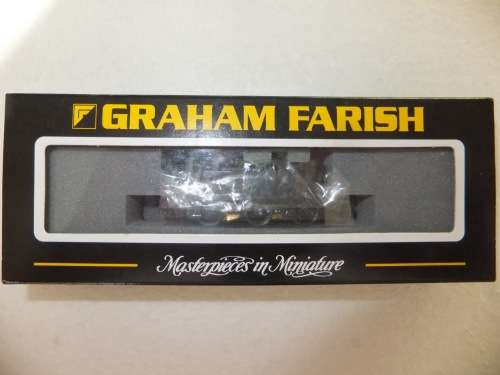 GRAHAM FARISH
Masterpieces in Miniature